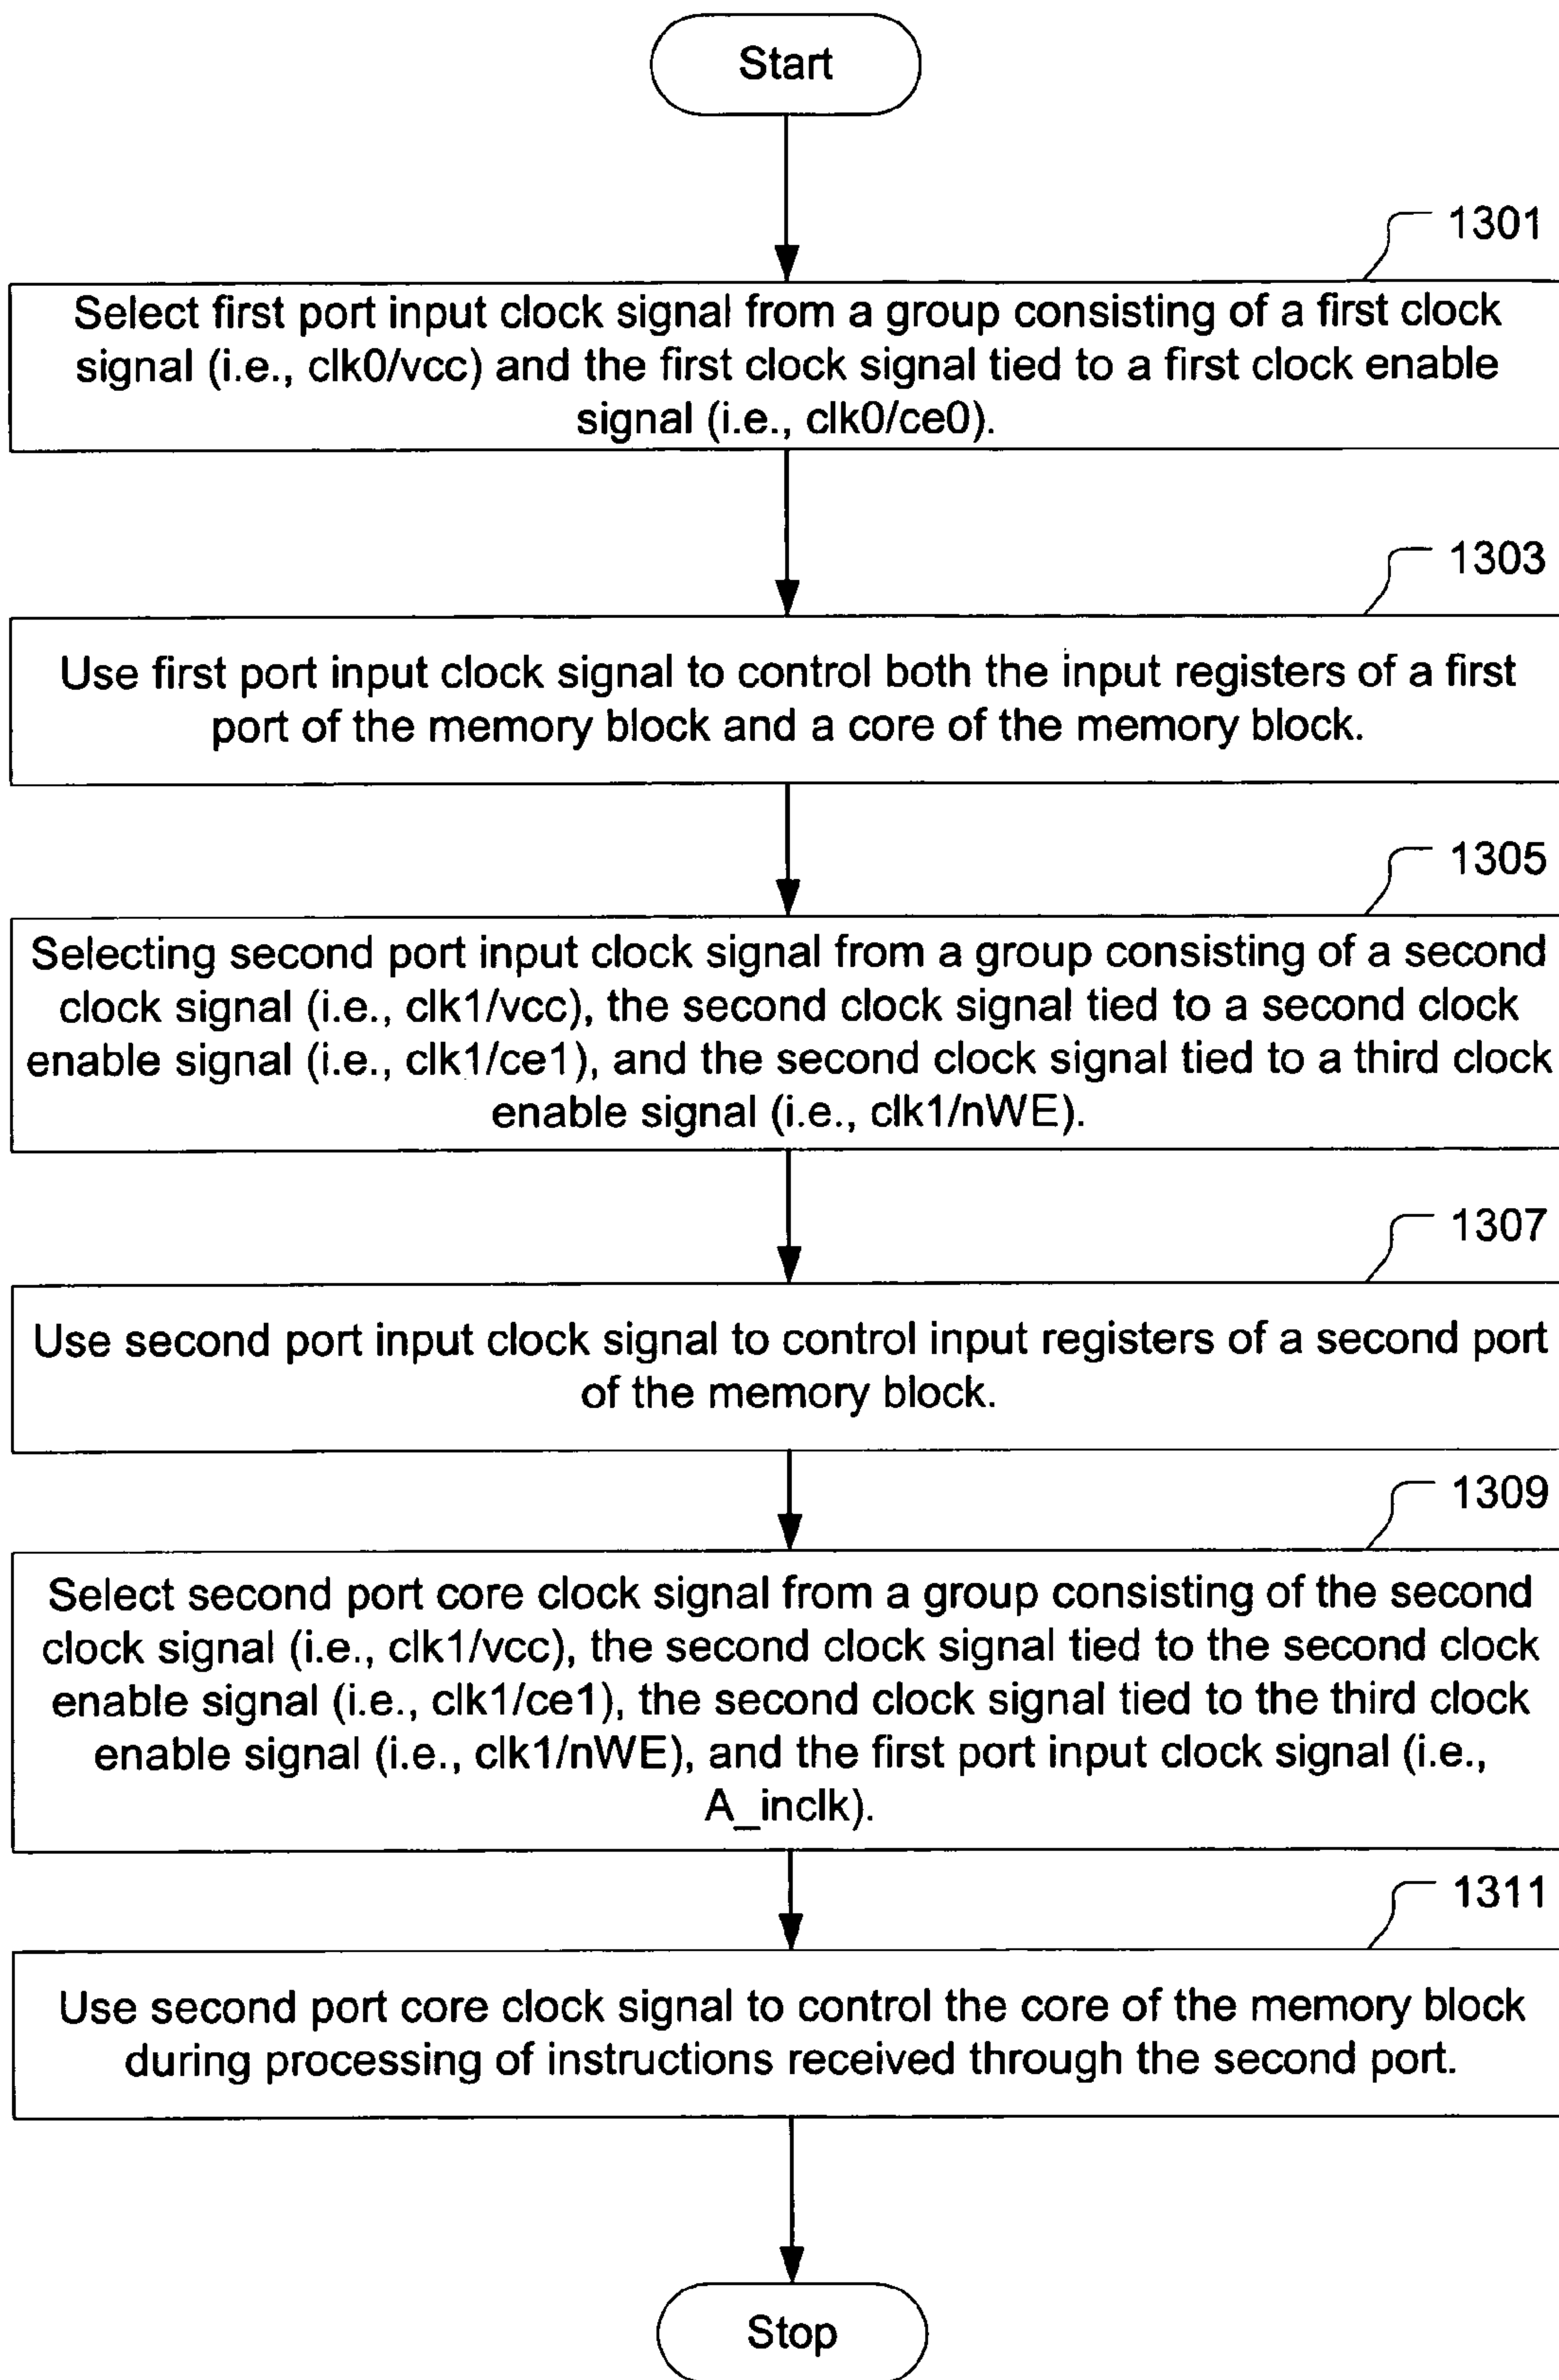 Start
1301
Select first port input clock signal from a group consisting of a first clock
signal (i.e., clk0/vcc) and the first clock signal tied to a first clock enable
signal (i.e., clk0/ce0).
1303
Use first port input clock signal to control both the input registers of a first
port of the memory block and a core of the memory block.
1305
Selecting second port input clock signal from a group consisting of a second
clock signal (i.e., clk1/vcc), the second clock signal tied to a second clock
enable signal (i.e., clk1/ce1), and the second clock signal tied to a third clock
enable signal (i.e., clk1/nWE).
1307
Use second port input clock signal to control input registers of a second port
of the memory block.
1309
Select second port core clock signal from a group consisting of the second
clock signal (i.e., clk1/vcc), the second clock signal tied to the second clock
enable signal (i.e., clk1/ce1), the second clock signal tied to the third clock
enable signal (i.e., clk1/nWE), and the first port input clock signal (i.e.,
A_inclk).
1311
Use second port core clock signal to control the core of the memory block
during processing of instructions received through the second port.
Stop